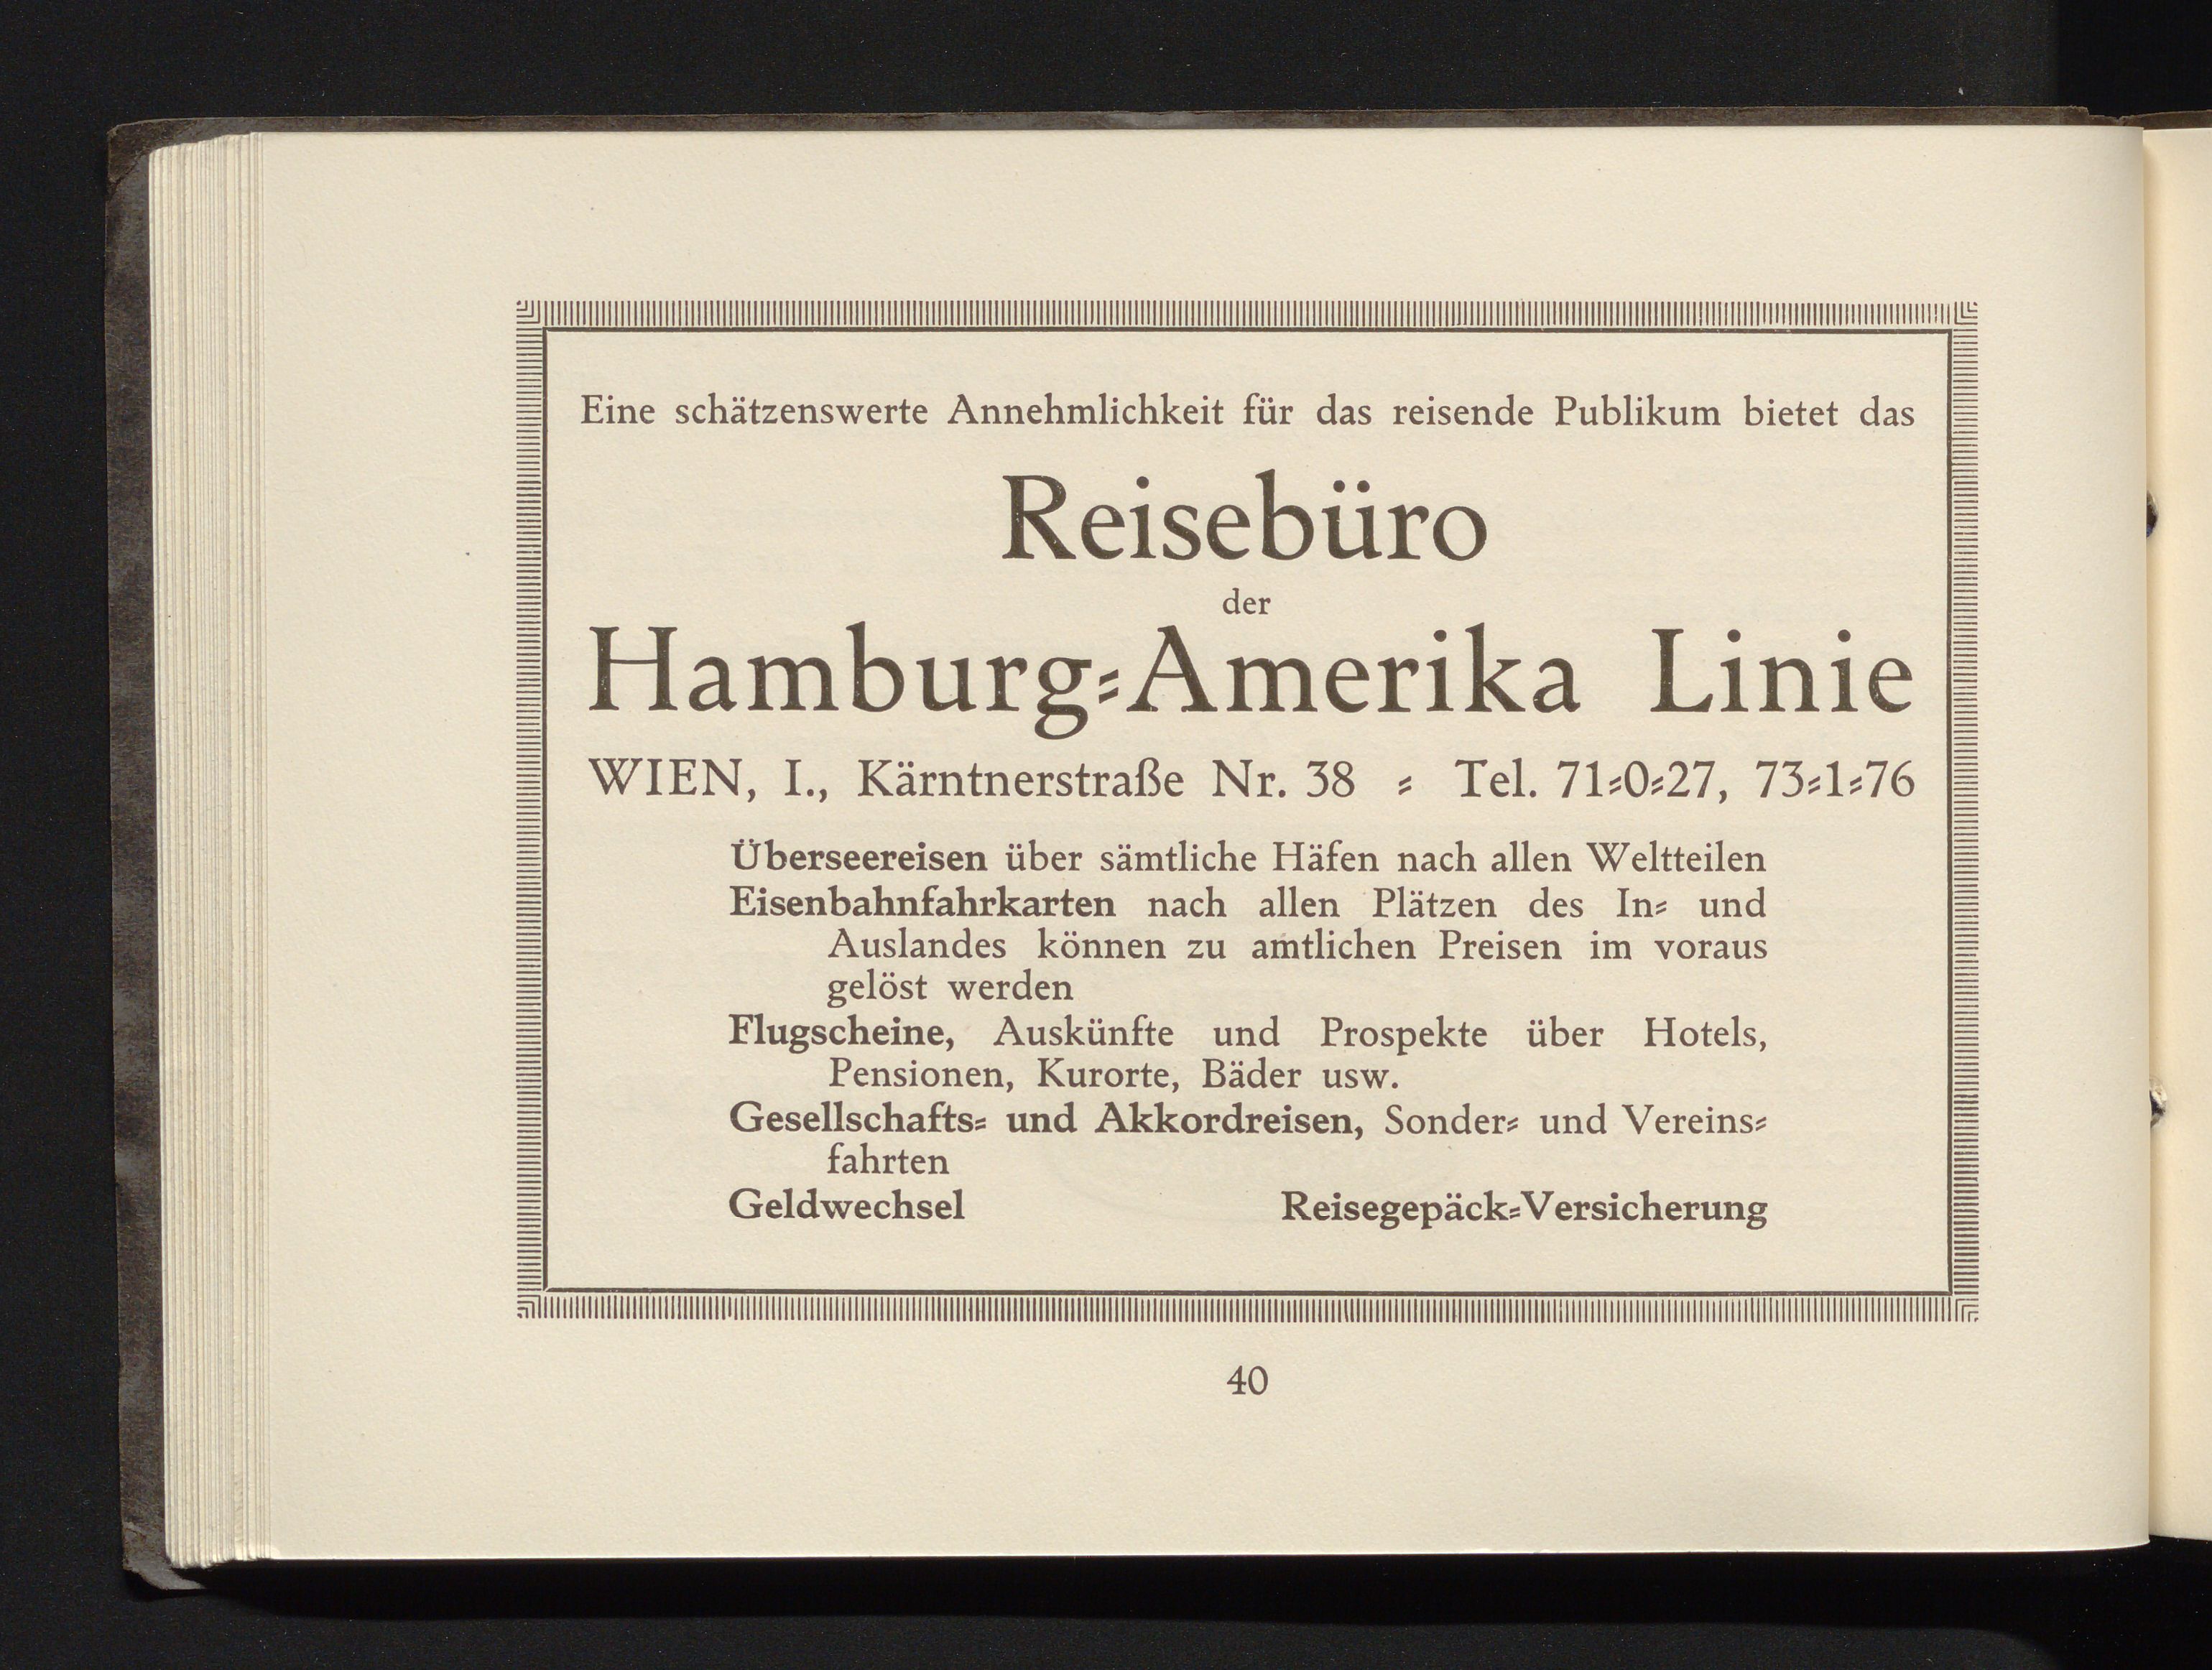 Eine schätzenswerte Annehmlichkeit für das reisende Publikum bietet das
Reisebüro
der
Hamburg⸗Amerika Linie
WIEN, I., Kärntnerstraße Nr. 38 ⸗ Tel. 71⸗0⸗27, 73⸗1⸗76
Überseereisen über sämtliche Häfen nach allen Weltteilen
Eisenbahnfahrkarten nach allen Plätzen des In⸗ und
Auslandes können zu amtlichen Preisen im voraus
gelöst werden
Flugscheine, Auskünfte und Prospekte über Hotels,
Pensionen, Kurorte, Bäder usw.
Gesellschafts⸗ und Akkordreisen, Sonder⸗ und Vereins⸗
fahrten
Geldwechsel Reisegepäck⸗Versicherung
40